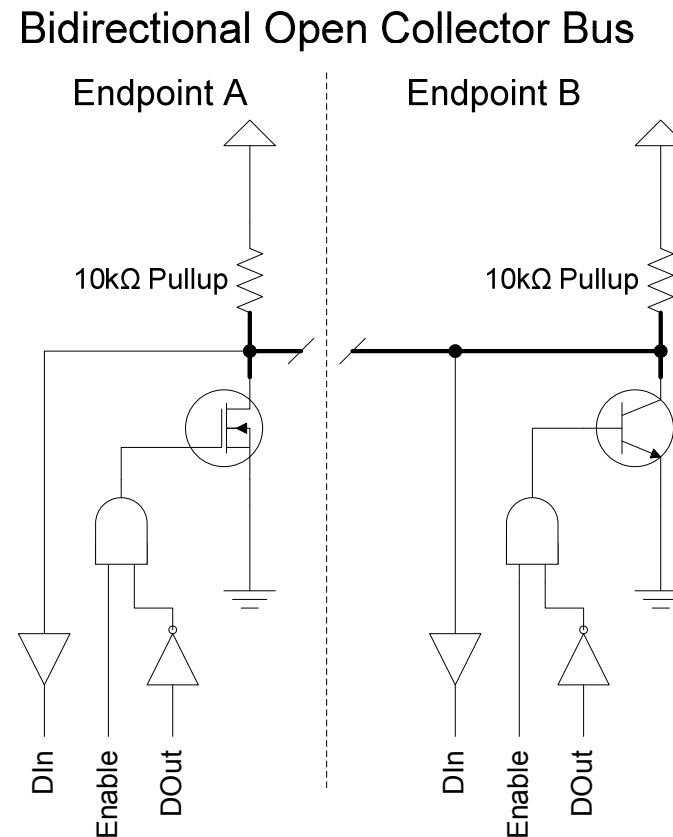 Bidirectional Open Collector Bus
Endpoint A
Endpoint B
10kΩ Pullup
10kΩ Pullup
DIn
Enable
DOut
DIn
Enable
DOut